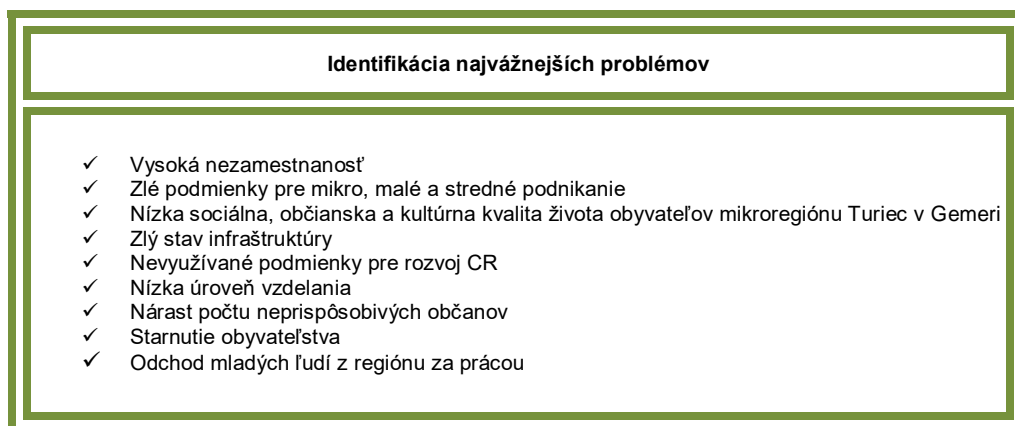 Identifikácia najvážnejších problémov
✓ Vysoká nezamestnanosť
✓ Zlé podmienky pre mikro, malé a stredné podnikanie
✓ Nízka sociálna, občianska a kultúrna kvalita života obyvateľov mikroregiónu Turiec v Gemeri
✓ Zlý stav infraštruktúry
✓ Nevyužívané podmienky pre rozvoj CR
✓ Nízka úroveň vzdelania
✓ Nárast počtu neprispôsobivých občanov
✓ Starnutie obyvateľstva
✓ Odchod mladých ľudí z regiónu za prácou